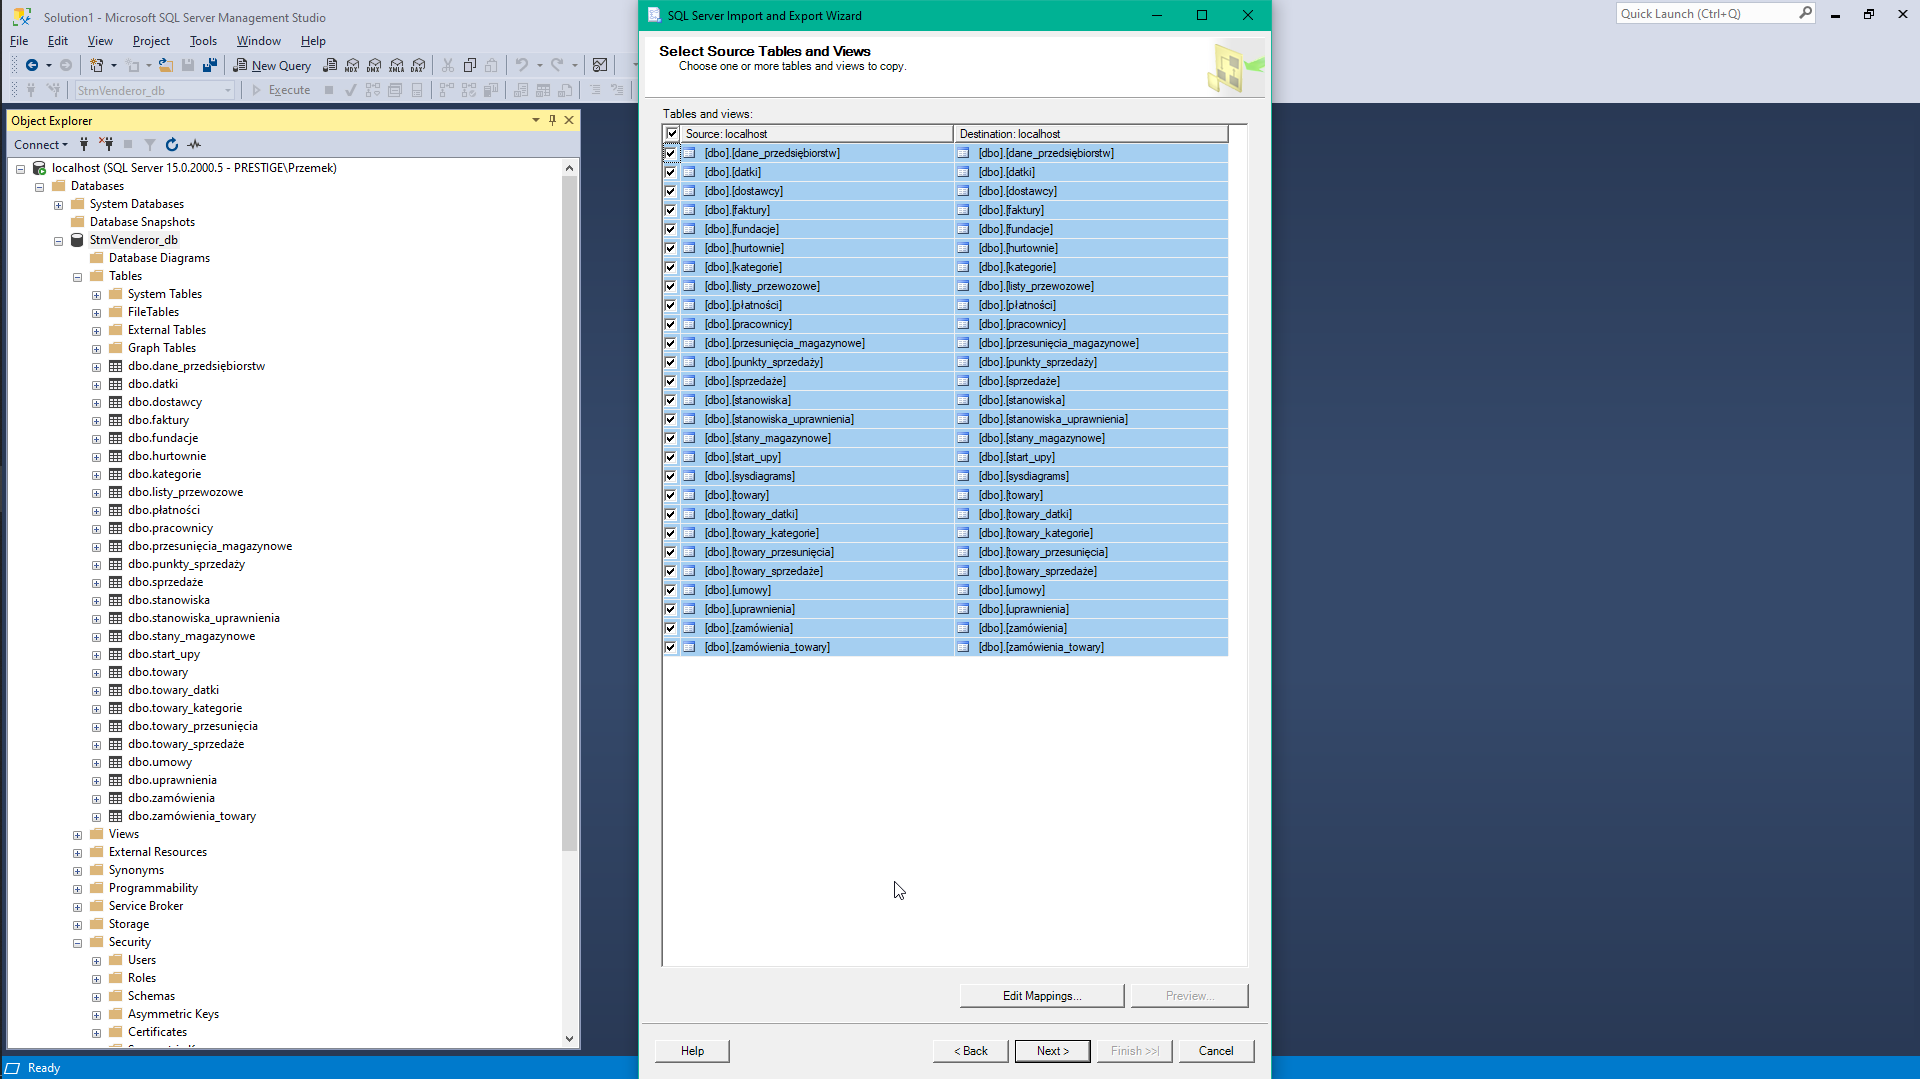 Solution1 - Microsoft SQL Server Management Studio
Quick Launch (Ctrl+Q)
File Edit View Project Tools Window Help
New Query MDX DMX XMLA DAX
StmVenderor_db Execute
Object Explorer
Connect
localhost (SQL Server 15.0.2000.5 - PRESTIGE\Przemek)
Databases
System Databases
Database Snapshots
StmVenderor_db
Database Diagrams
Tables
System Tables
FileTables
External Tables
Graph Tables
dbo.dane_przedsiębiorstw
dbo.datki
dbo.dostawcy
dbo.faktury
dbo.fundacje
dbo.hurtownie
dbo.kategorie
dbo.listy_przewozowe
dbo.płatności
dbo.pracownicy
dbo.przesunięcia_magazynowe
dbo.punkty_sprzedaży
dbo.sprzedaże
dbo.stanowiska
dbo.stanowiska_uprawnienia
dbo.stany_magazynowe
dbo.start_upy
dbo.towary
dbo.towary_datki
dbo.towary_kategorie
dbo.towary_przesunięcia
dbo.towary_sprzedaże
dbo.umowy
dbo.uprawnienia
dbo.zamówienia
dbo.zamówienia_towary
Views
External Resources
Synonyms
Programmability
Service Broker
Storage
Security
Users
Roles
Schemas
Asymmetric Keys
Certificates
Ready
SQL Server Import and Export Wizard
Select Source Tables and Views
Choose one or more tables and views to copy.
Tables and views:
Source: localhost Destination: localhost
[dbo].[dane_przedsiębiorstw] [dbo].[dane_przedsiębiorstw]
[dbo].[datki] [dbo].[datki]
[dbo].[dostawcy] [dbo].[dostawcy]
[dbo].[faktury] [dbo].[faktury]
[dbo].[fundacje] [dbo].[fundacje]
[dbo].[hurtownie] [dbo].[hurtownie]
[dbo].[kategorie] [dbo].[kategorie]
[dbo].[listy_przewozowe] [dbo].[listy_przewozowe]
[dbo].[płatności] [dbo].[płatności]
[dbo].[pracownicy] [dbo].[pracownicy]
[dbo].[przesunięcia_magazynowe] [dbo].[przesunięcia_magazynowe]
[dbo].[punkty_sprzedaży] [dbo].[punkty_sprzedaży]
[dbo].[sprzedaże] [dbo].[sprzedaże]
[dbo].[stanowiska] [dbo].[stanowiska]
[dbo].[stanowiska_uprawnienia] [dbo].[stanowiska_uprawnienia]
[dbo].[stany_magazynowe] [dbo].[stany_magazynowe]
[dbo].[start_upy] [dbo].[start_upy]
[dbo].[sysdiagrams] [dbo].[sysdiagrams]
[dbo].[towary] [dbo].[towary]
[dbo].[towary_datki] [dbo].[towary_datki]
[dbo].[towary_kategorie] [dbo].[towary_kategorie]
[dbo].[towary_przesunięcia] [dbo].[towary_przesunięcia]
[dbo].[towary_sprzedaże] [dbo].[towary_sprzedaże]
[dbo].[umowy] [dbo].[umowy]
[dbo].[uprawnienia] [dbo].[uprawnienia]
[dbo].[zamówienia] [dbo].[zamówienia]
[dbo].[zamówienia_towary] [dbo].[zamówienia_towary]
Edit Mappings... Preview...
Help < Back Next > Finish >>| Cancel